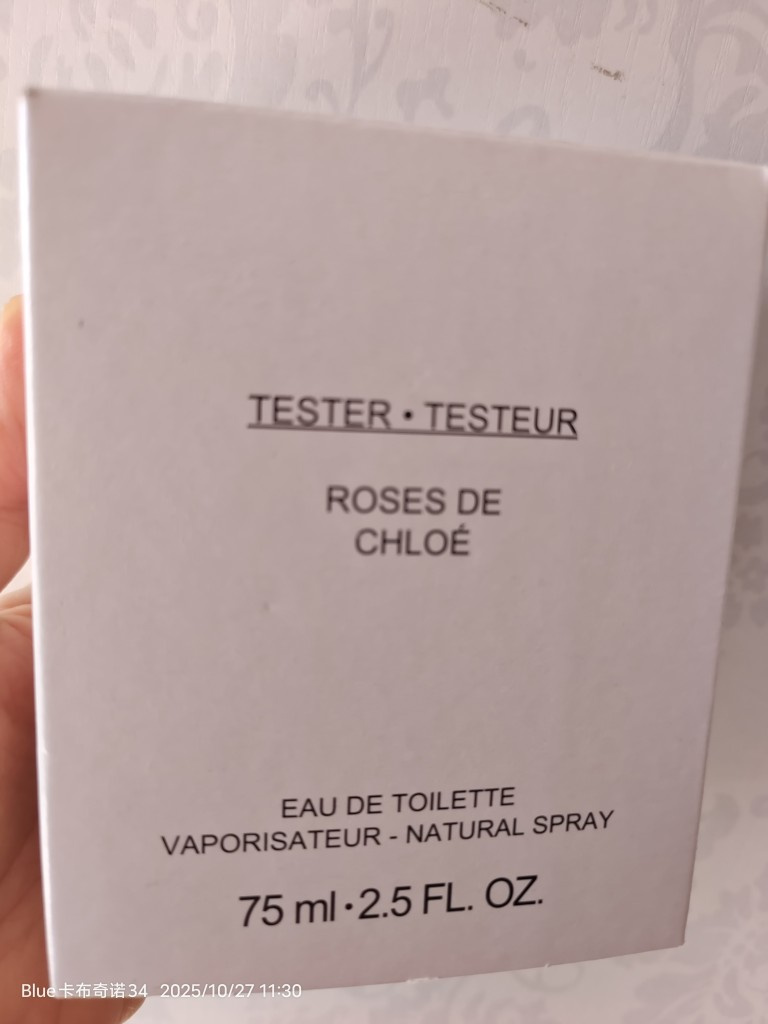 TESTER • TESTEUR
ROSES DE
CHLOÉ
EAU DE TOILETTE
VAPORISATEUR - NATURAL SPRAY
75 ml • 2.5 FL. OZ.
Blue卡布奇诺34 2025/10/27 11:30